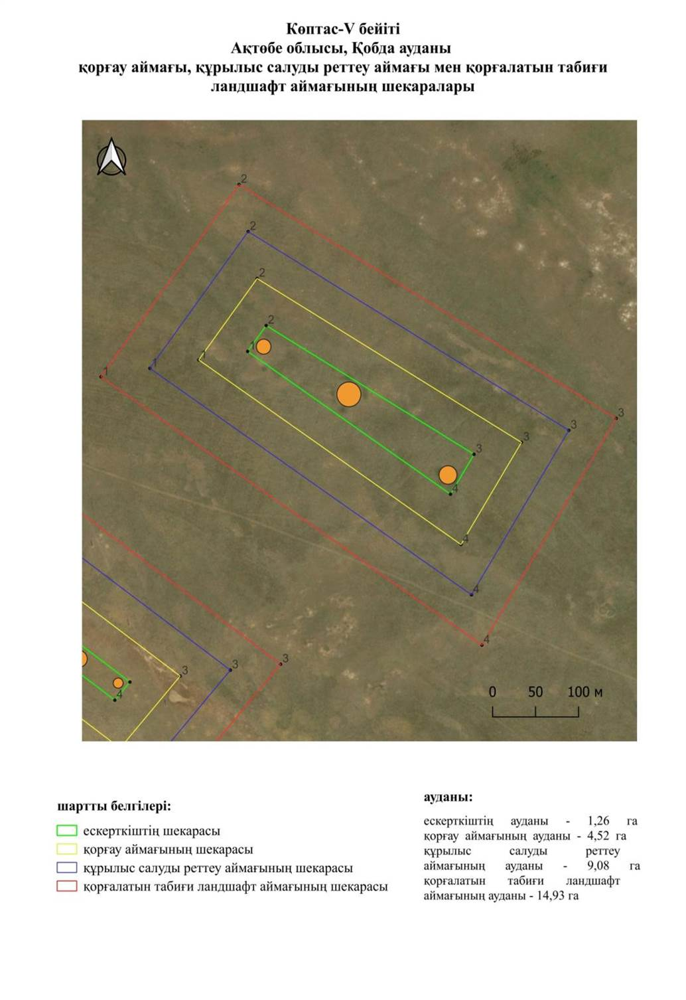 Көптас-V бейіті
Ақтөбе облысы, Қобда ауданы
қорғау аймағы, құрылыс салуды реттеу аймағы мен қорғалатын табиғи
ландшафт аймағының шекаралары
2
2
2
2
1
1
1
1
3
3
3
3
4
4
4
4
3
3
3
4
0 50 100 м
шартты белгілері:
ескерткіштің шекарасы
қорғау аймағының шекарасы
құрылыс салуды реттеу аймағының шекарасы
қорғалатын табиғи ландшафт аймағының шекарасы
ауданы:
ескерткіштің ауданы - 1,26 га
қорғау аймағының ауданы - 4,52 га
құрылыс салуды реттеу
аймағының ауданы - 9,08 га
қорғалатын табиғи ландшафт
аймағының ауданы - 14,93 га